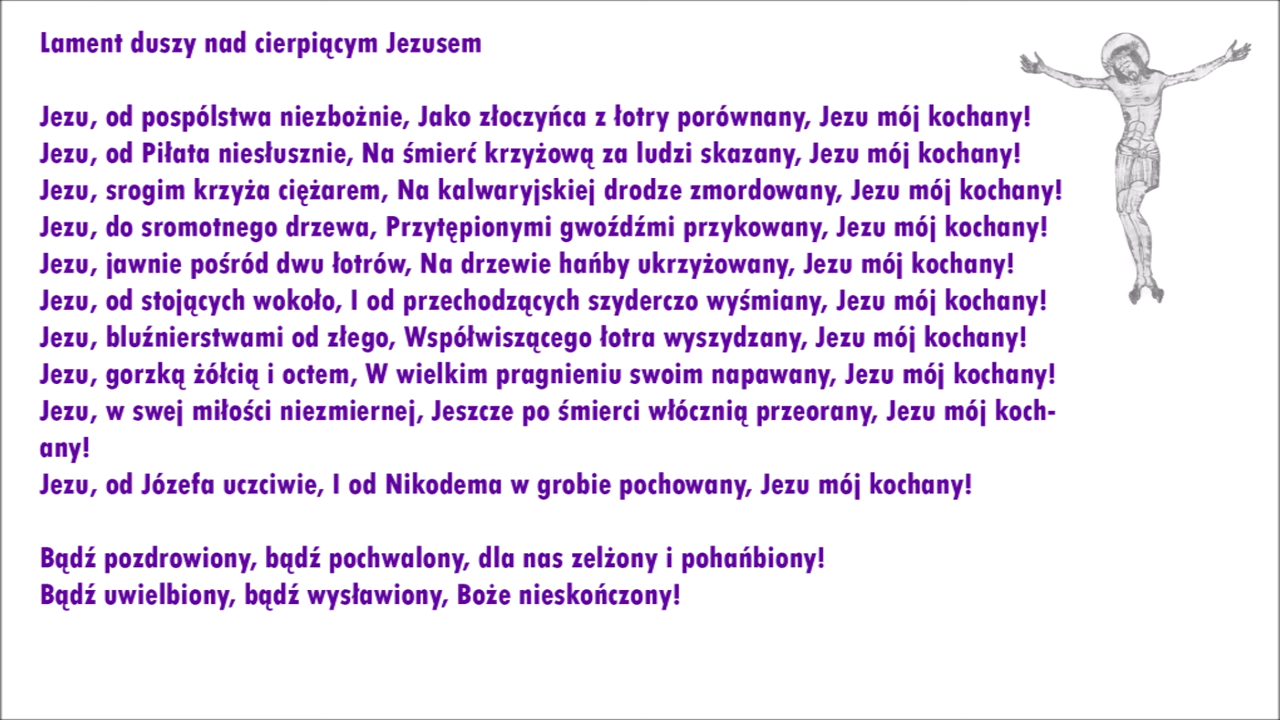 Lament duszy nad cierpiącym Jezusem
Jezu, od pospólstwa niezbożnie, Jako złoczyńca z łotry porównany, Jezu mój kochany!
Jezu, od Piłata niesłusznie, Na śmierć krzyżową za ludzi skazany, Jezu mój kochany!
Jezu, srogim krzyża ciężarem, Na kalwaryjskiej drodze zmordowany, Jezu mój kochany!
Jezu, do sromotnego drzewa, Przytępionymi gwoźdźmi przykowany, Jezu mój kochany!
Jezu, jawnie pośród dwu łotrów, Na drzewie hańby ukrzyżowany, Jezu mój kochany!
Jezu, od stojących wokoło, I od przechodzących szyderczo wyśmiany, Jezu mój kochany!
Jezu, bluźnierstwami od złego, Współwiszącego łotra wyszydzany, Jezu mój kochany!
Jezu, gorzką żółcią i octem, W wielkim pragnieniu swoim napawany, Jezu mój kochany!
Jezu, w swej miłości niezmiernej, Jeszcze po śmierci włócznią przeorany, Jezu mój koch-
any!
Jezu, od Józefa uczciwie, I od Nikodema w grobie pochowany, Jezu mój kochany!
Bądź pozdrowiony, bądź pochwalony, dla nas zelżony i pohańbiony!
Bądź uwielbiony, bądź wysławiony, Boże nieskończony!